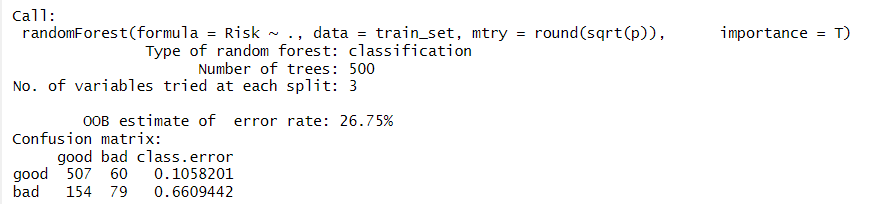 Call:
 randomForest(formula = Risk ~ ., data = train_set, mtry = round(sqrt(p)),      importance = T)
               Type of random forest: classification
                     Number of trees: 500
No. of variables tried at each split: 3

        OOB estimate of  error rate: 26.75%
Confusion matrix:
     good bad class.error
good  507  60   0.1058201
bad   154  79   0.6609442